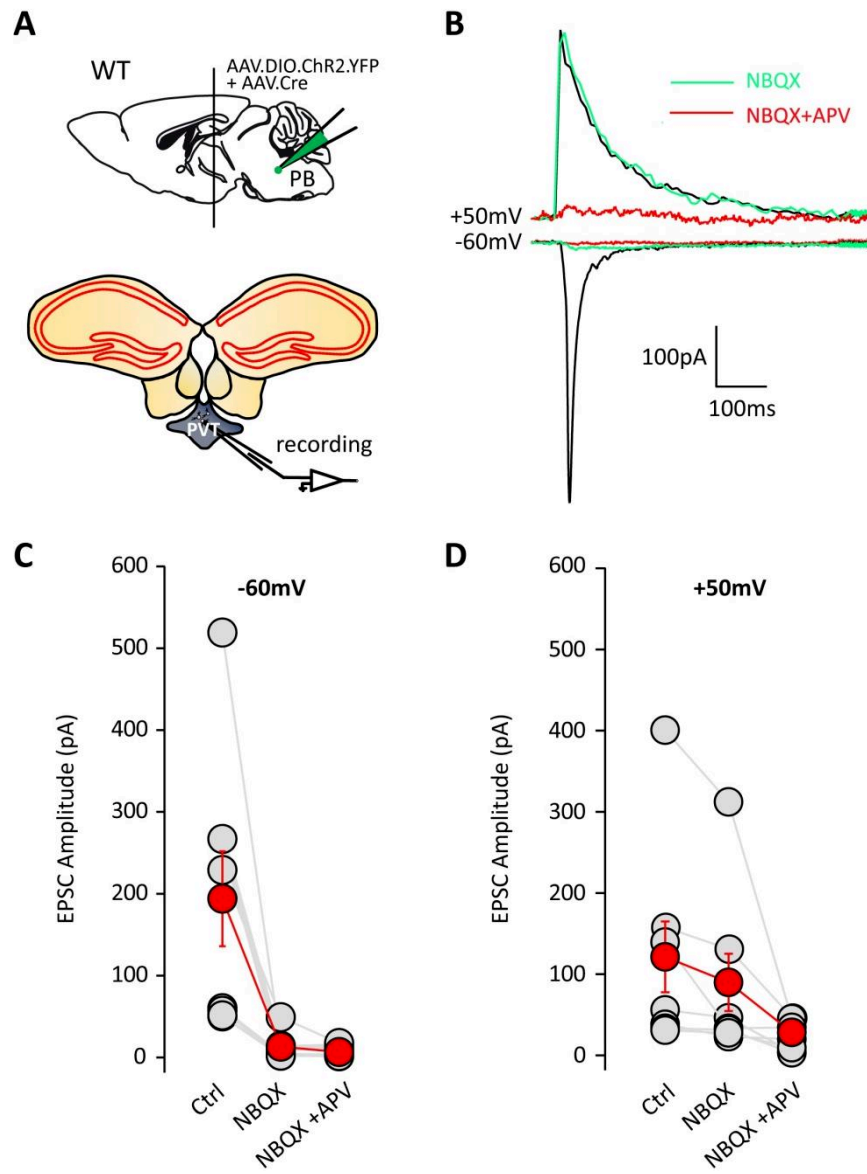 A
WT
AAV.DIO.ChR2.YFP
+ AAV.Cre
PB
PVT
recording
B
NBQX
NBQX+APV
+50mV
-60mV
100pA
100ms
C
-60mV
EPSC Amplitude (pA)
600
500
400
300
200
100
0
Ctrl
NBQX
NBQX +APV
D
+50mV
EPSC Amplitude (pA)
600
500
400
300
200
100
0
Ctrl
NBQX
NBQX +APV